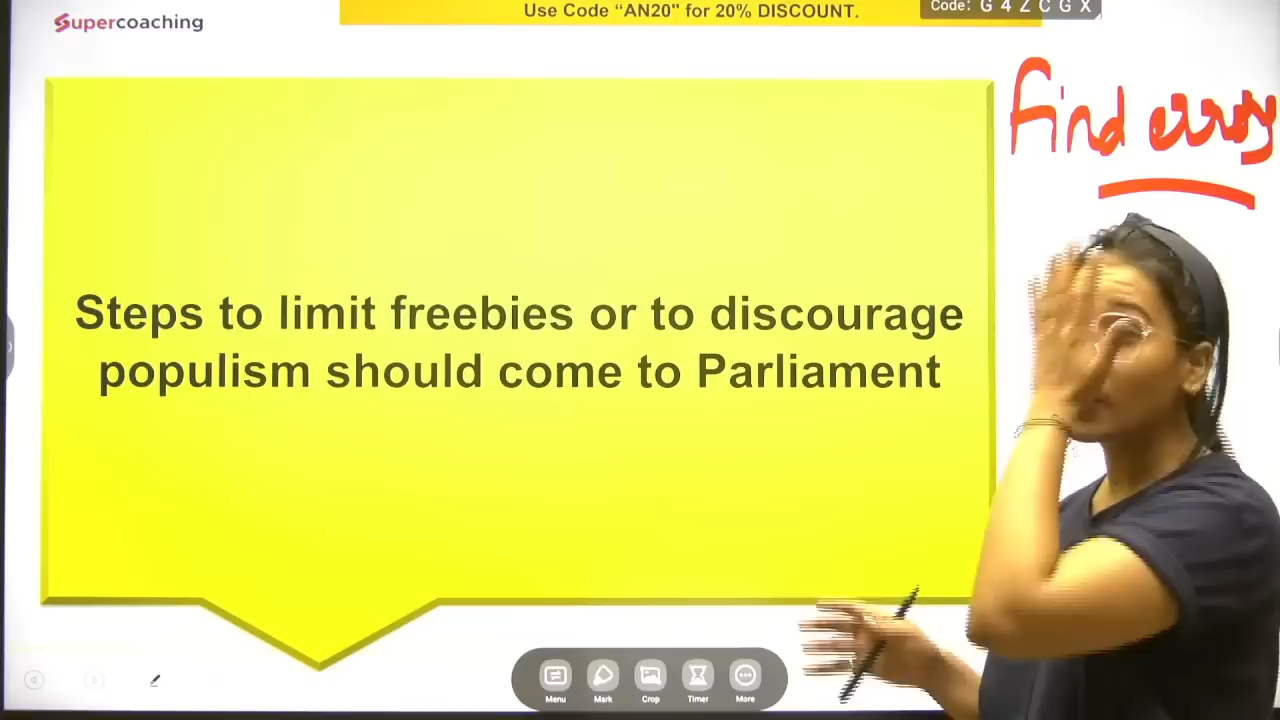 Supercoaching
Use Code “AN20” for 20% DISCOUNT.
Code: G 4 Z C G X
Find error
Steps to limit freebies or to discourage
populism should come to Parliament
Menu
Mark
Crop
Timer
More